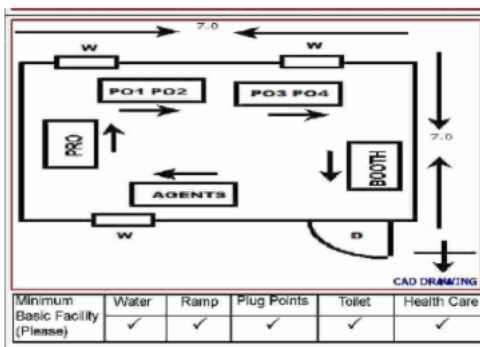 7.0
W
W
PO1 PO2
PO3 PO4
7.0
PRO
BOOTH
AGENTS
W
D
CAD DRAWING
Minimum Basic Facility (Please)
Water
Ramp
Plug Points
Toilet
Health Care
✓ ✓ ✓ ✓ ✓